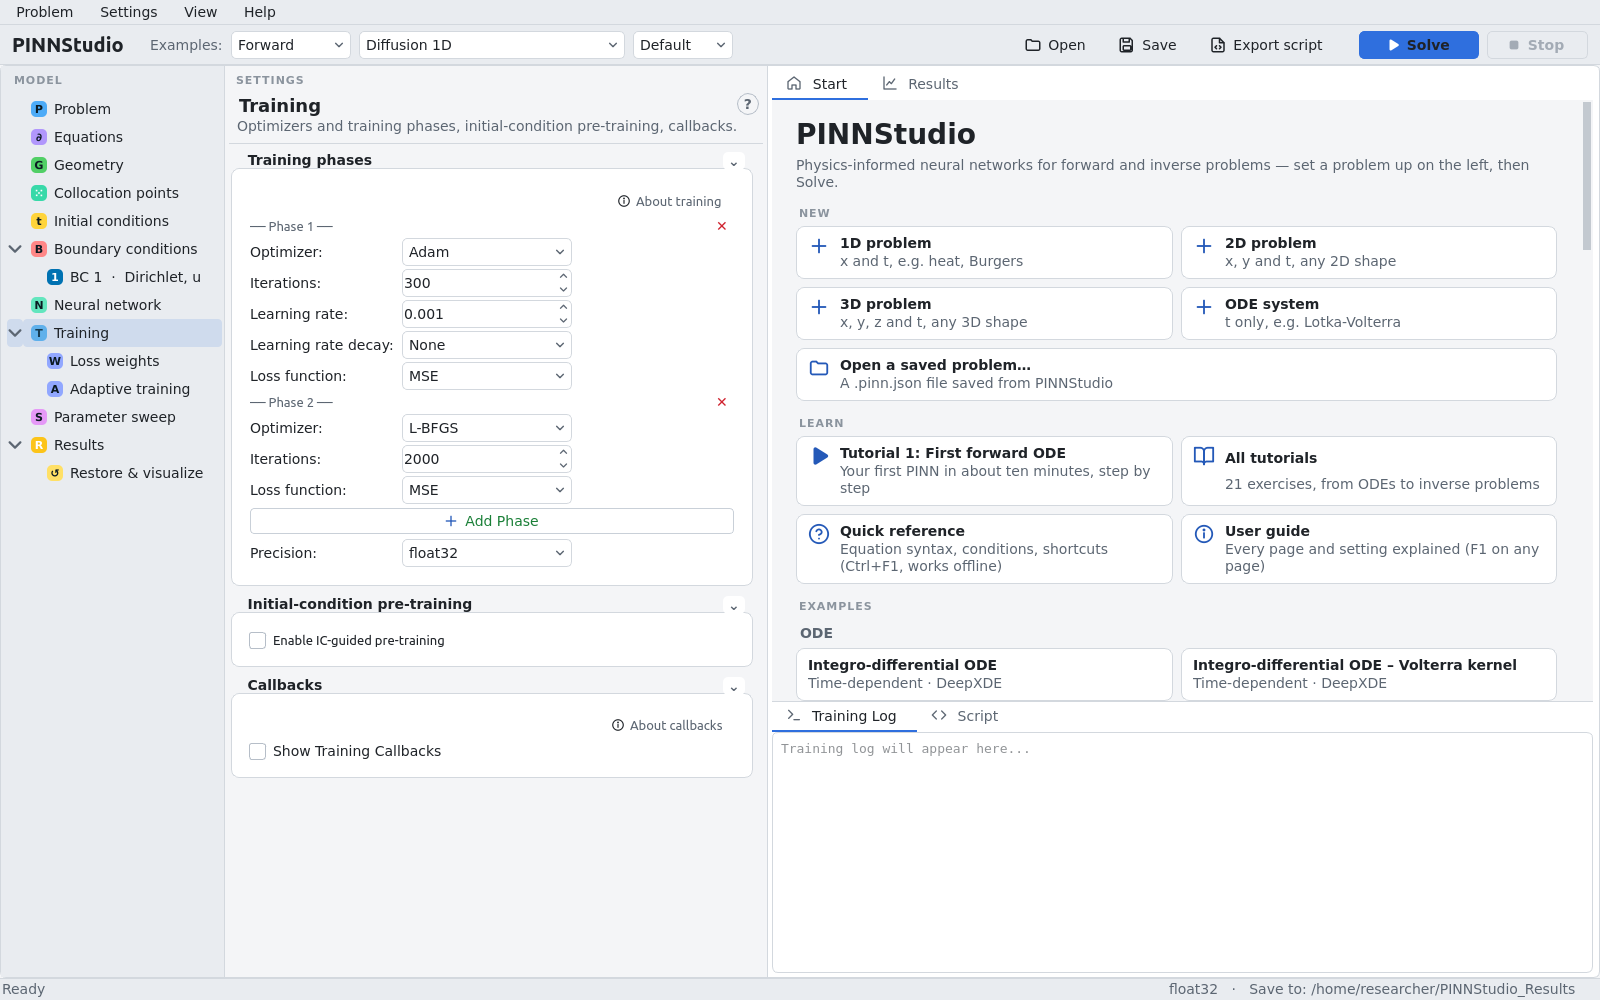 Problem Settings View Help
PINNStudio Examples: Forward Diffusion 1D Default Open Save Export script Solve Stop
MODEL
P Problem
∂ Equations
G Geometry
Collocation points
t Initial conditions
B Boundary conditions
1 BC 1 · Dirichlet, u
N Neural network
T Training
W Loss weights
A Adaptive training
S Parameter sweep
R Results
↺ Restore & visualize
SETTINGS
Training ?
Optimizers and training phases, initial-condition pre-training, callbacks.
Training phases
About training
Phase 1 ✕
Optimizer: Adam
Iterations: 300
Learning rate: 0.001
Learning rate decay: None
Loss function: MSE
Phase 2 ✕
Optimizer: L-BFGS
Iterations: 2000
Loss function: MSE
+ Add Phase
Precision: float32
Initial-condition pre-training
Enable IC-guided pre-training
Callbacks
About callbacks
Show Training Callbacks
Start Results
PINNStudio
Physics-informed neural networks for forward and inverse problems — set a problem up on the left, then
Solve.
NEW
1D problem
x and t, e.g. heat, Burgers
2D problem
x, y and t, any 2D shape
3D problem
x, y, z and t, any 3D shape
ODE system
t only, e.g. Lotka-Volterra
Open a saved problem…
A .pinn.json file saved from PINNStudio
LEARN
Tutorial 1: First forward ODE
Your first PINN in about ten minutes, step by
step
All tutorials
21 exercises, from ODEs to inverse problems
Quick reference
Equation syntax, conditions, shortcuts
(Ctrl+F1, works offline)
User guide
Every page and setting explained (F1 on any
page)
EXAMPLES
ODE
Integro-differential ODE
Time-dependent · DeepXDE
Integro-differential ODE – Volterra kernel
Time-dependent · DeepXDE
Training Log Script
Training log will appear here...
Ready float32 · Save to: /home/researcher/PINNStudio_Results